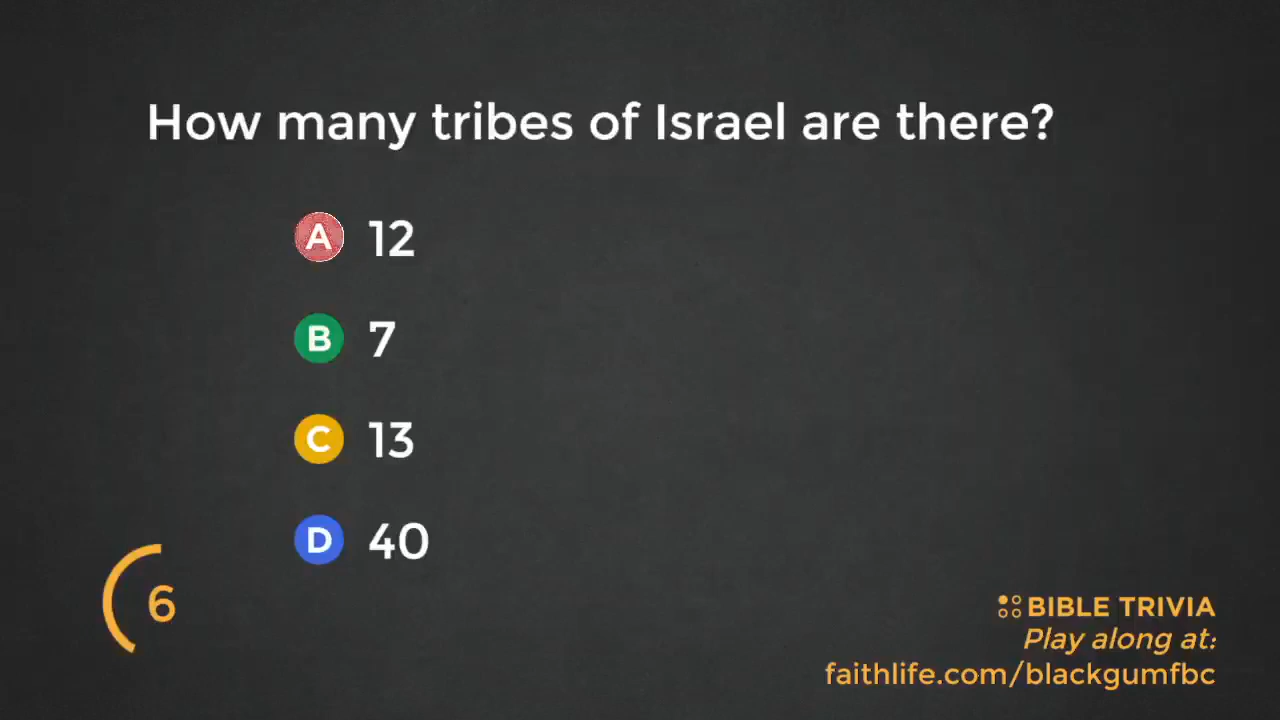 How many tribes of Israel are there?
A 12
B 7
C 13
D 40
6
BIBLE TRIVIA
Play along at:
faithlife.com/blackgumfbc